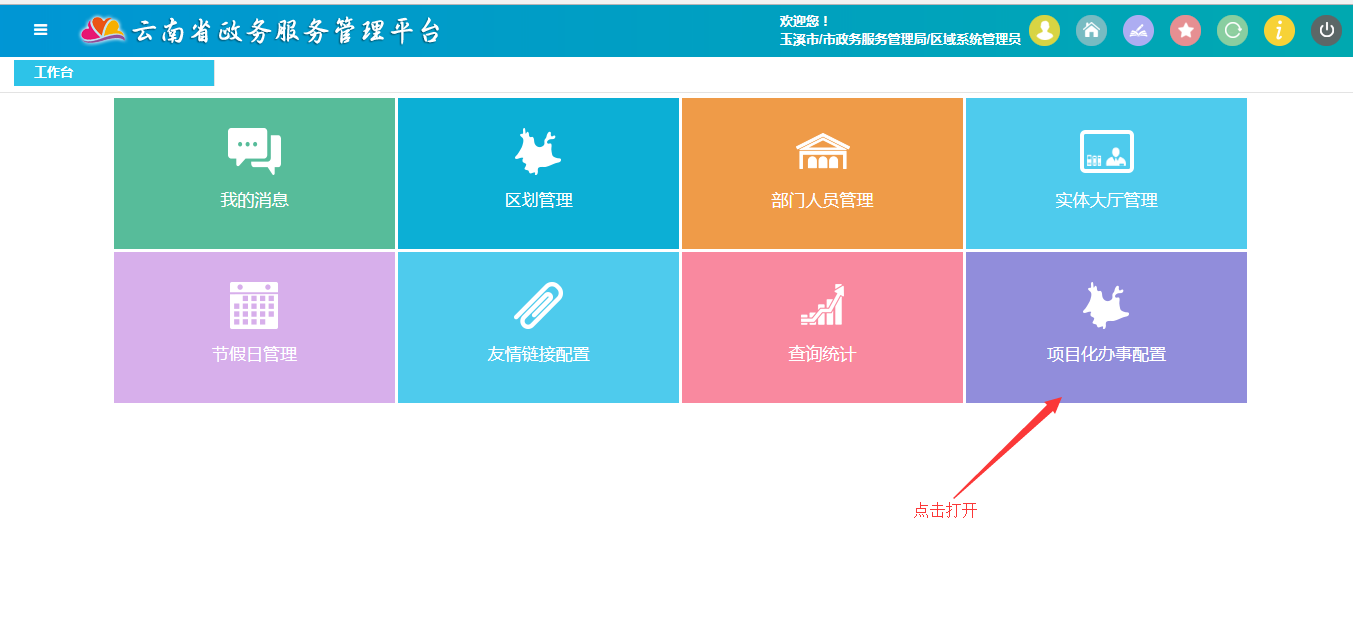 云南省政务服务管理平台
欢迎您！
玉溪市/市政务服务管理局/区域系统管理员
工作台
我的消息
区划管理
部门人员管理
实体大厅管理
节假日管理
友情链接配置
查询统计
项目化办事配置
点击打开